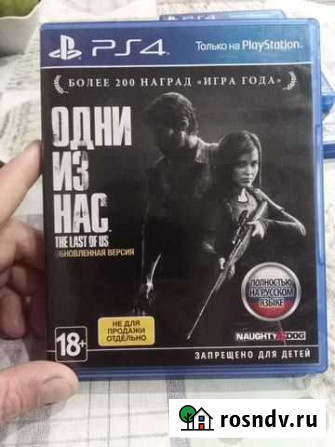 PS4
Только на PlayStation
БОЛЕЕ 200 НАГРАД «ИГРА ГОДА»
ОДНИ
ИЗ
НАС
THE LAST OF US
ОБНОВЛЕННАЯ ВЕРСИЯ
ПОЛНОСТЬЮ
НА РУССКОМ
ЯЗЫКЕ
НЕ ДЛЯ
ПРОДАЖИ
ОТДЕЛЬНО
18+
NAUGHTY DOG
ЗАПРЕЩЕНО ДЛЯ ДЕТЕЙ
rosndv.ru